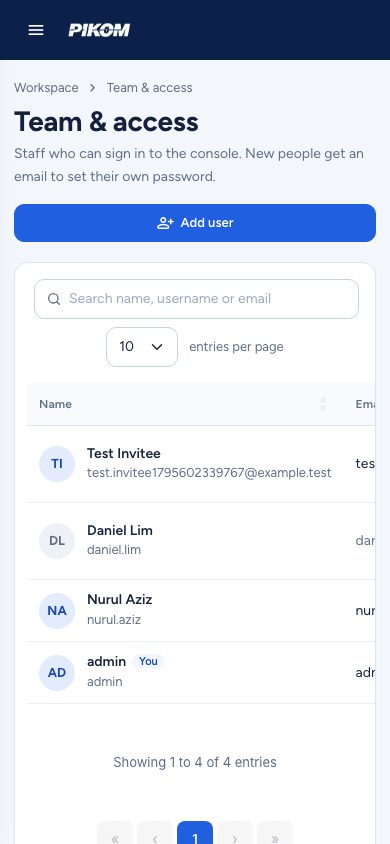 PIKOM
Workspace > Team & access
Team & access
Staff who can sign in to the console. New people get an
email to set their own password.
Add user
Search name, username or email
10 entries per page
Name
TI Test Invitee
test.invitee1795602339767@example.test
DL Daniel Lim
daniel.lim
NA Nurul Aziz
nurul.aziz
AD admin You
admin
Showing 1 to 4 of 4 entries
« ‹ 1 › »